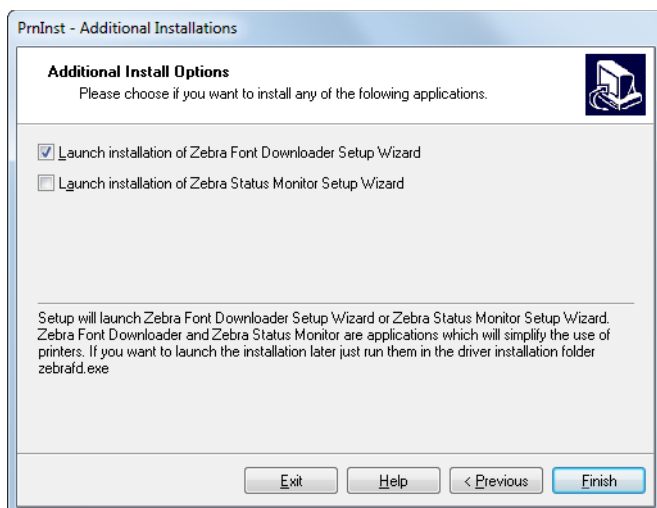 PrnInst - Additional Installations
Additional Install Options
Please choose if you want to install any of the folowing applications.
Launch installation of Zebra Font Downloader Setup Wizard
Launch installation of Zebra Status Monitor Setup Wizard
Setup will launch Zebra Font Downloader Setup Wizard or Zebra Status Monitor Setup Wizard.
Zebra Font Downloader and Zebra Status Monitor are applications which will simplify the use of
printers. If you want to launch the installation later just run them in the driver installation folder
zebrafd.exe
Exit Help < Previous Finish